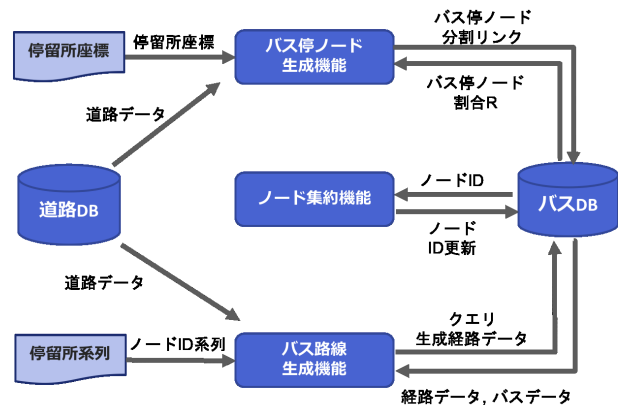 停留所座標
停留所座標
バス停ノード
生成機能
バス停ノード
分割リンク
バス停ノード
割合R
道路データ
道路DB
ノード集約機能
ノードID
ノード
ID更新
バスDB
道路データ
停留所系列
ノードID系列
バス路線
生成機能
クエリ
生成経路データ
経路データ, バスデータ